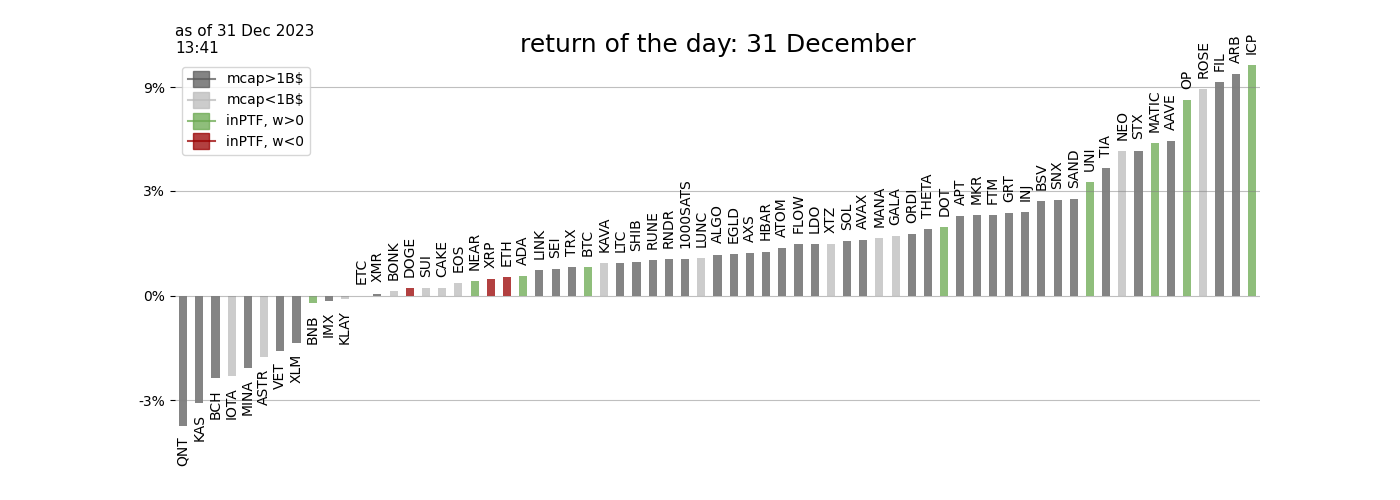 as of 31 Dec 2023
13:41
return of the day: 31 December
mcap>1B$
mcap<1B$
inPTF, w>0
inPTF, w<0
9%
3%
0%
-3%
QNT
KAS
BCH
IOTA
MINA
ASTR
VET
XLM
BNB
IMX
KLAY
ETC
XMR
BONK
DOGE
SUI
CAKE
EOS
NEAR
XRP
ETH
ADA
LINK
SEI
TRX
BTC
KAVA
LTC
SHIB
RUNE
RNDR
1000SATS
LUNC
ALGO
EGLD
AXS
HBAR
ATOM
FLOW
LDO
XTZ
SOL
AVAX
MANA
GALA
ORDI
THETA
DOT
APT
MKR
FTM
GRT
INJ
BSV
SNX
SAND
UNI
TIA
NEO
STX
MATIC
AAVE
OP
ROSE
FIL
ARB
ICP